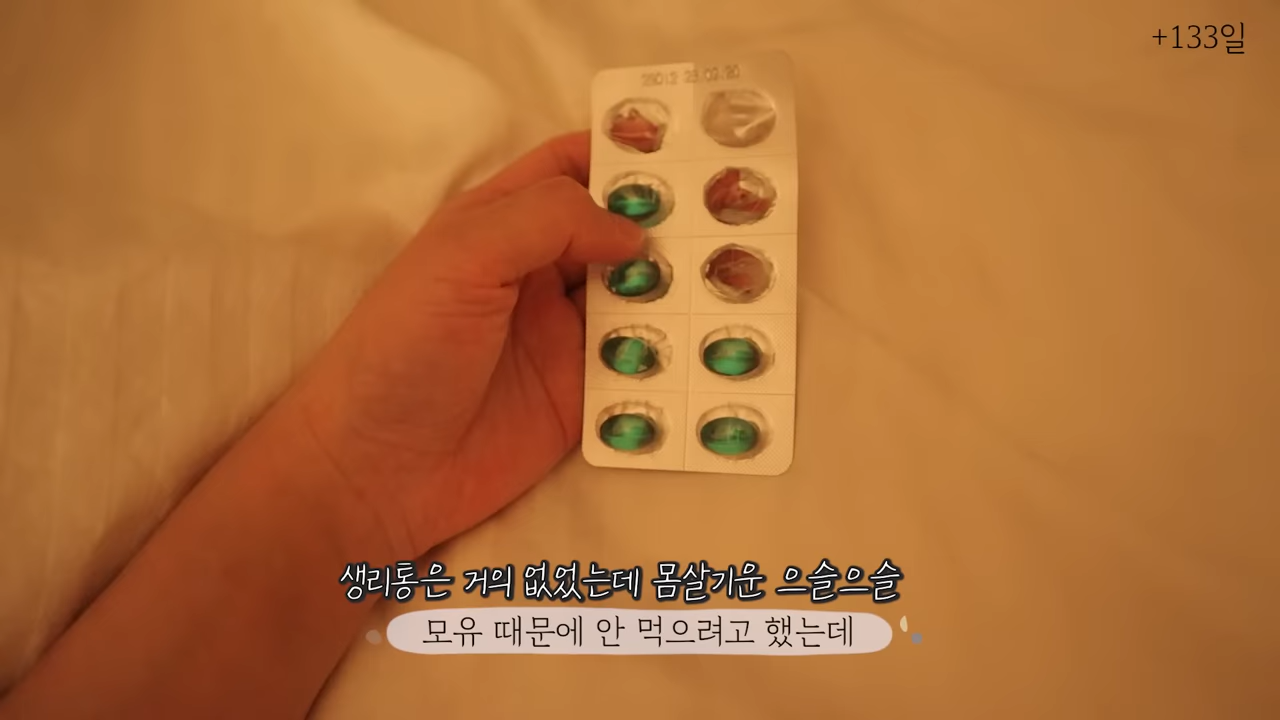 +133일
생리통은 거의 없었는데 몸살기운 으슬으슬
모유 때문에 안 먹으려고 했는데